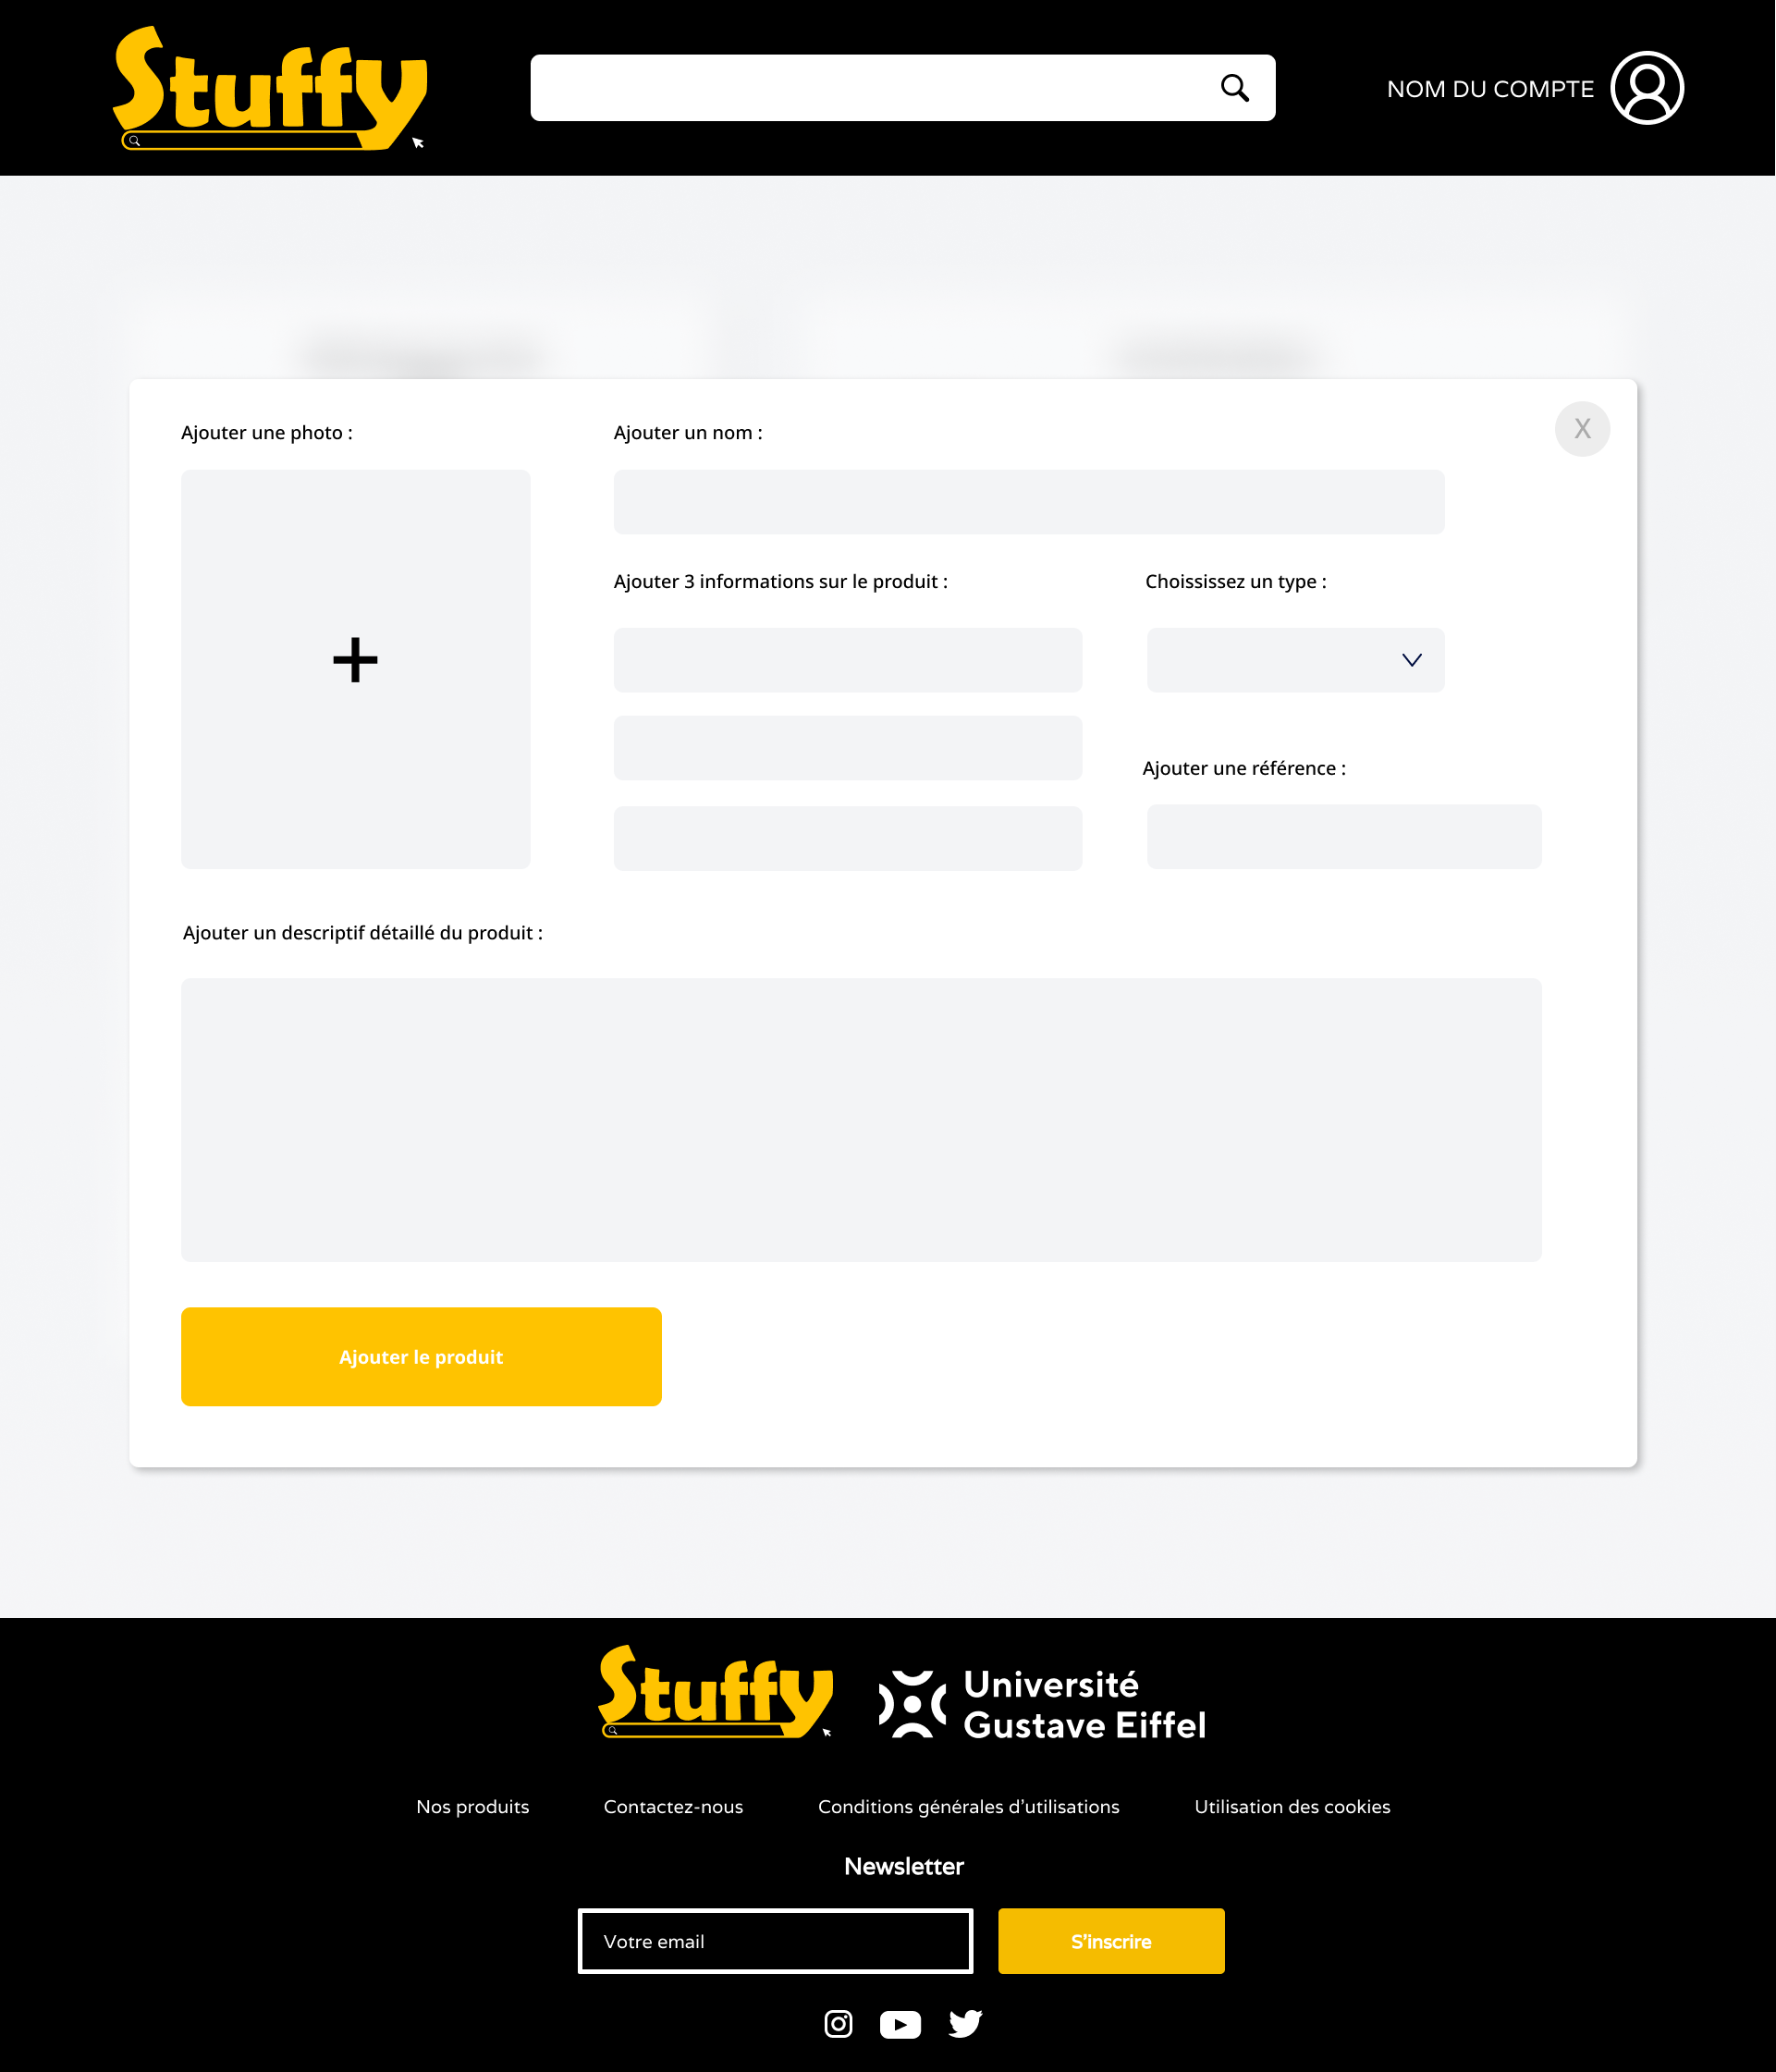 Stuffy
NOM DU COMPTE
Ajouter une photo :
Ajouter un nom :
X
Ajouter 3 informations sur le produit :
Choississez un type :
Ajouter une référence :
Ajouter un descriptif détaillé du produit :
Ajouter le produit
Stuffy
Université
Gustave Eiffel
Nos produits
Contactez-nous
Conditions générales d’utilisations
Utilisation des cookies
Newsletter
Votre email
S’inscrire